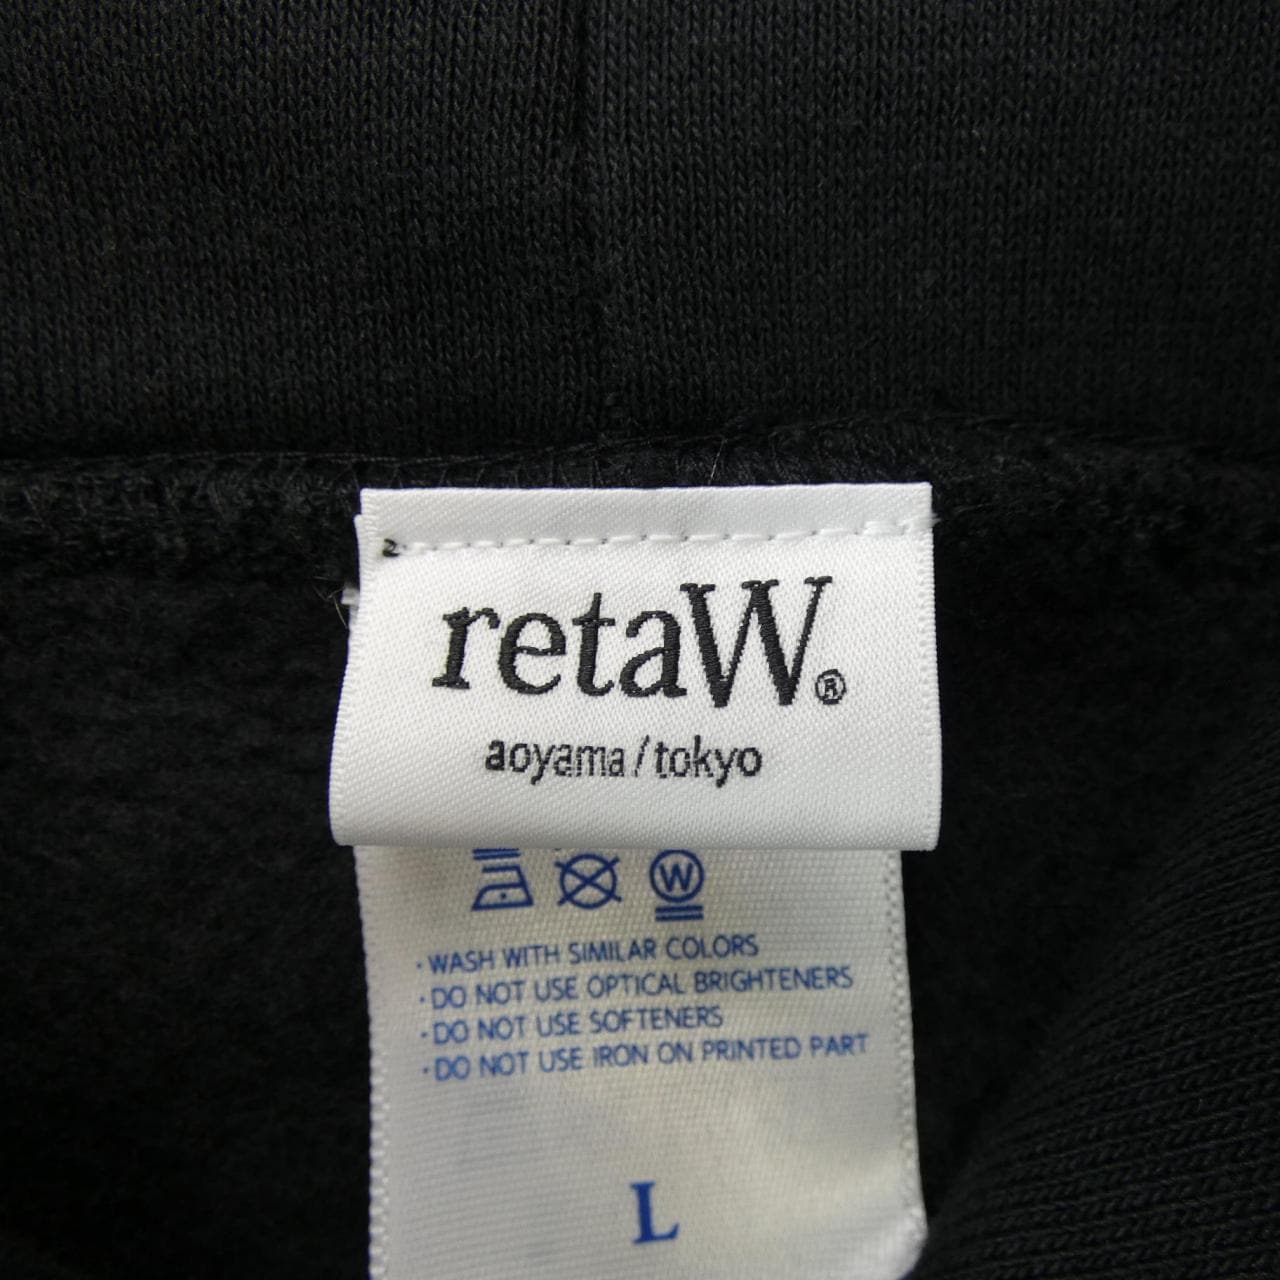 retaW®
aoyama/tokyo
W
· WASH WITH SIMILAR COLORS
· DO NOT USE OPTICAL BRIGHTENERS
· DO NOT USE SOFTENERS
· DO NOT USE IRON ON PRINTED PART
L